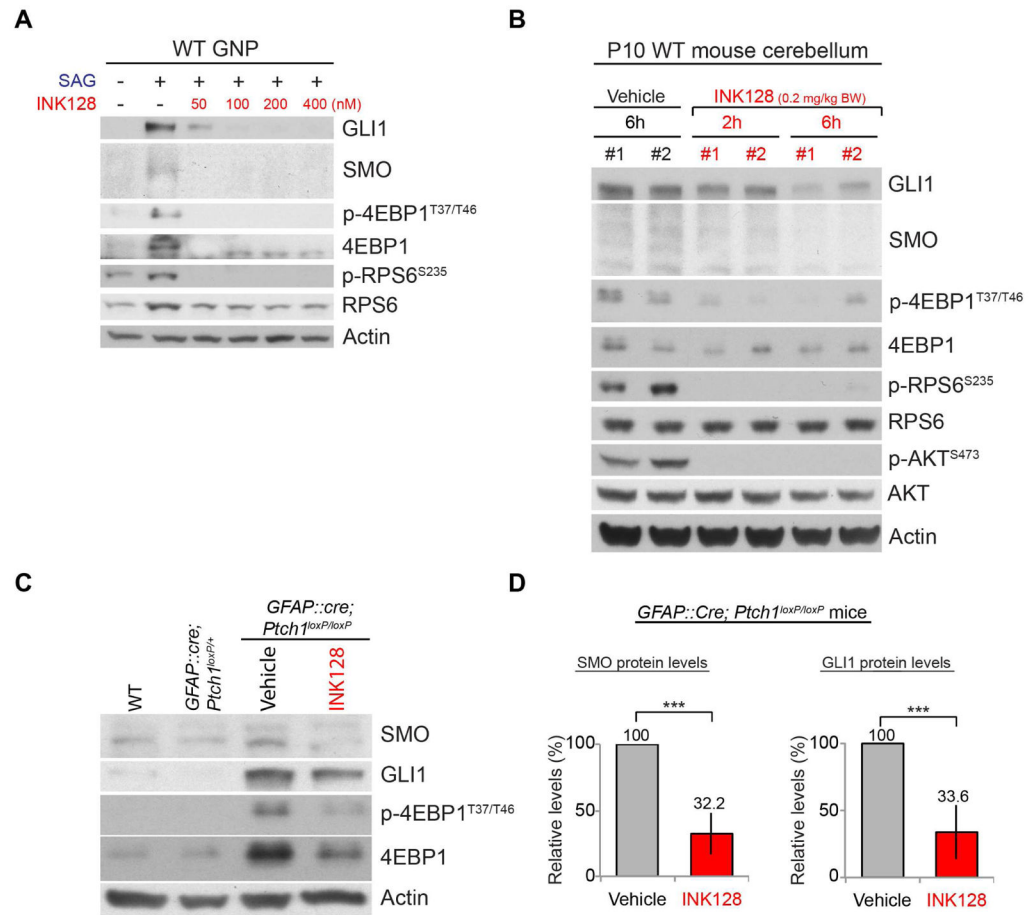 A
WT GNP
SAG - + + + + +
INK128 - - 50 100 200 400 (nM)
GLI1
SMO
p-4EBP1T37/T46
4EBP1
p-RPS6S235
RPS6
Actin
B
P10 WT mouse cerebellum
Vehicle INK128 (0.2 mg/kg BW)
6h 2h 6h
#1 #2 #1 #2 #1 #2
GLI1
SMO
p-4EBP1T37/T46
4EBP1
p-RPS6S235
RPS6
p-AKTS473
AKT
Actin
C
GFAP::cre;
Ptch1loxP/loxP
WT
GFAP::cre;
Ptch1loxP/+
Vehicle
INK128
SMO
GLI1
p-4EBP1T37/T46
4EBP1
Actin
D
GFAP::Cre; Ptch1loxP/loxP mice
SMO protein levels
***
Relative levels (%)
100
50
0
100
32.2
Vehicle INK128
GLI1 protein levels
***
Relative levels (%)
100
50
0
100
33.6
Vehicle INK128